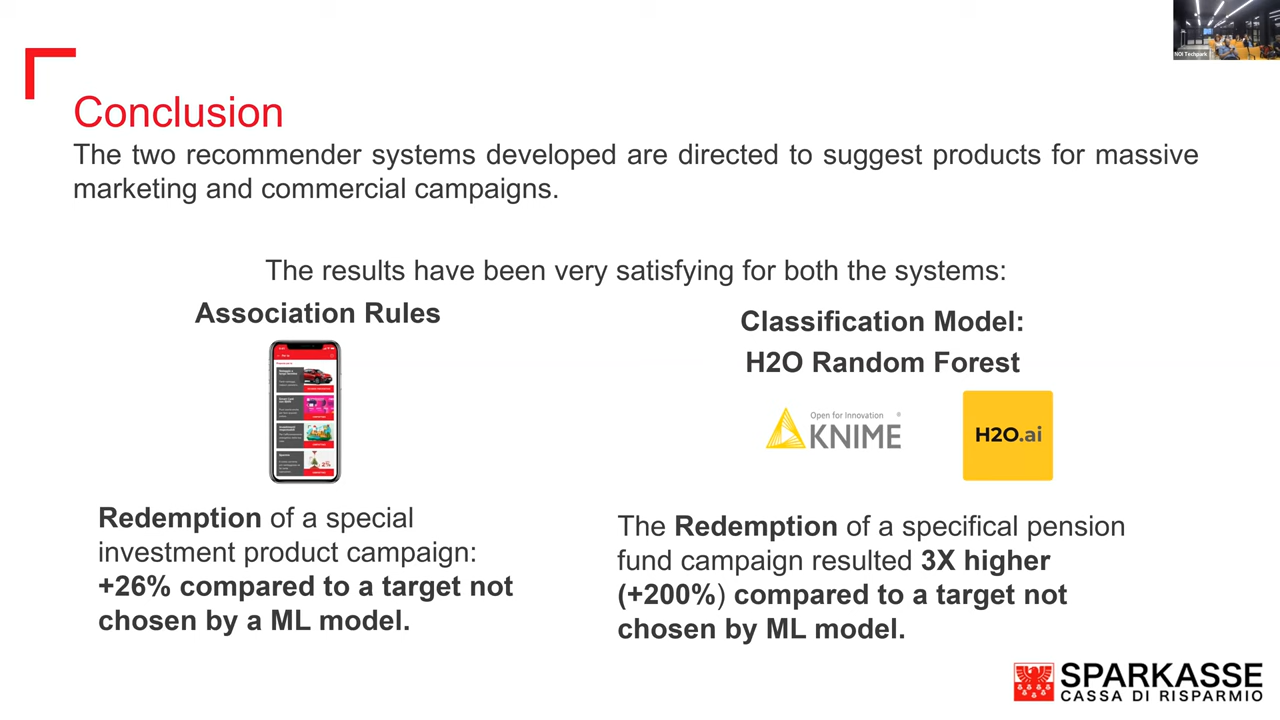 NOI Techpark
Conclusion
The two recommender systems developed are directed to suggest products for massive
marketing and commercial campaigns.
The results have been very satisfying for both the systems:
Association Rules
Redemption of a special
investment product campaign:
+26% compared to a target not
chosen by a ML model.
Classification Model:
H2O Random Forest
Open for Innovation ®
KNIME
H2O.ai
The Redemption of a specifical pension
fund campaign resulted 3X higher
(+200%) compared to a target not
chosen by ML model.
SPARKASSE
CASSA DI RISPARMIO